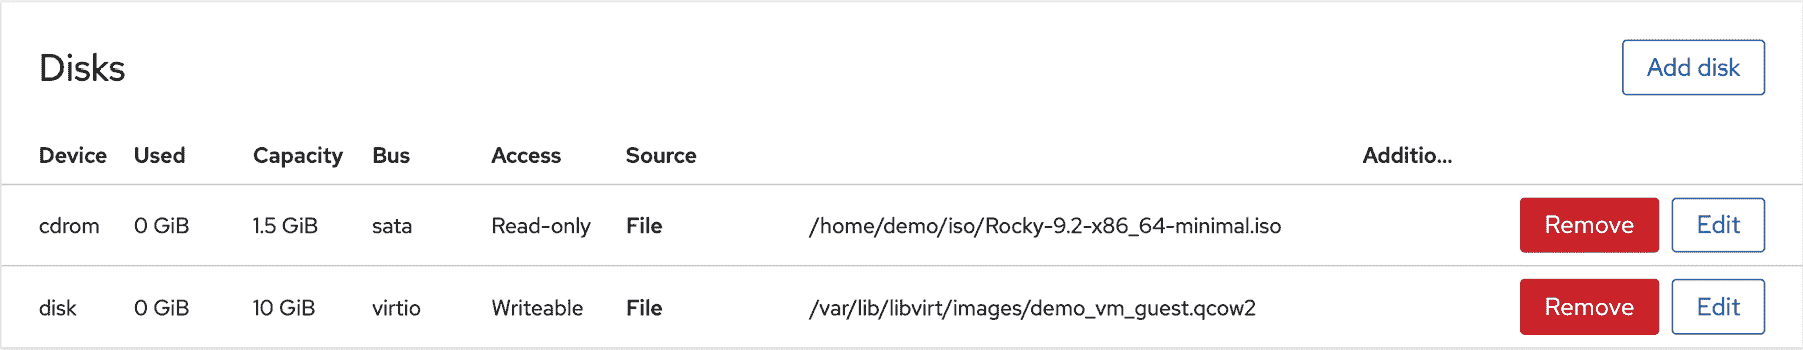 Disks
Add disk
Device Used Capacity Bus Access Source Additio...
cdrom 0 GiB 1.5 GiB sata Read-only File /home/demo/iso/Rocky-9.2-x86_64-minimal.iso Remove Edit
disk 0 GiB 10 GiB virtio Writeable File /var/lib/libvirt/images/demo_vm_guest.qcow2 Remove Edit